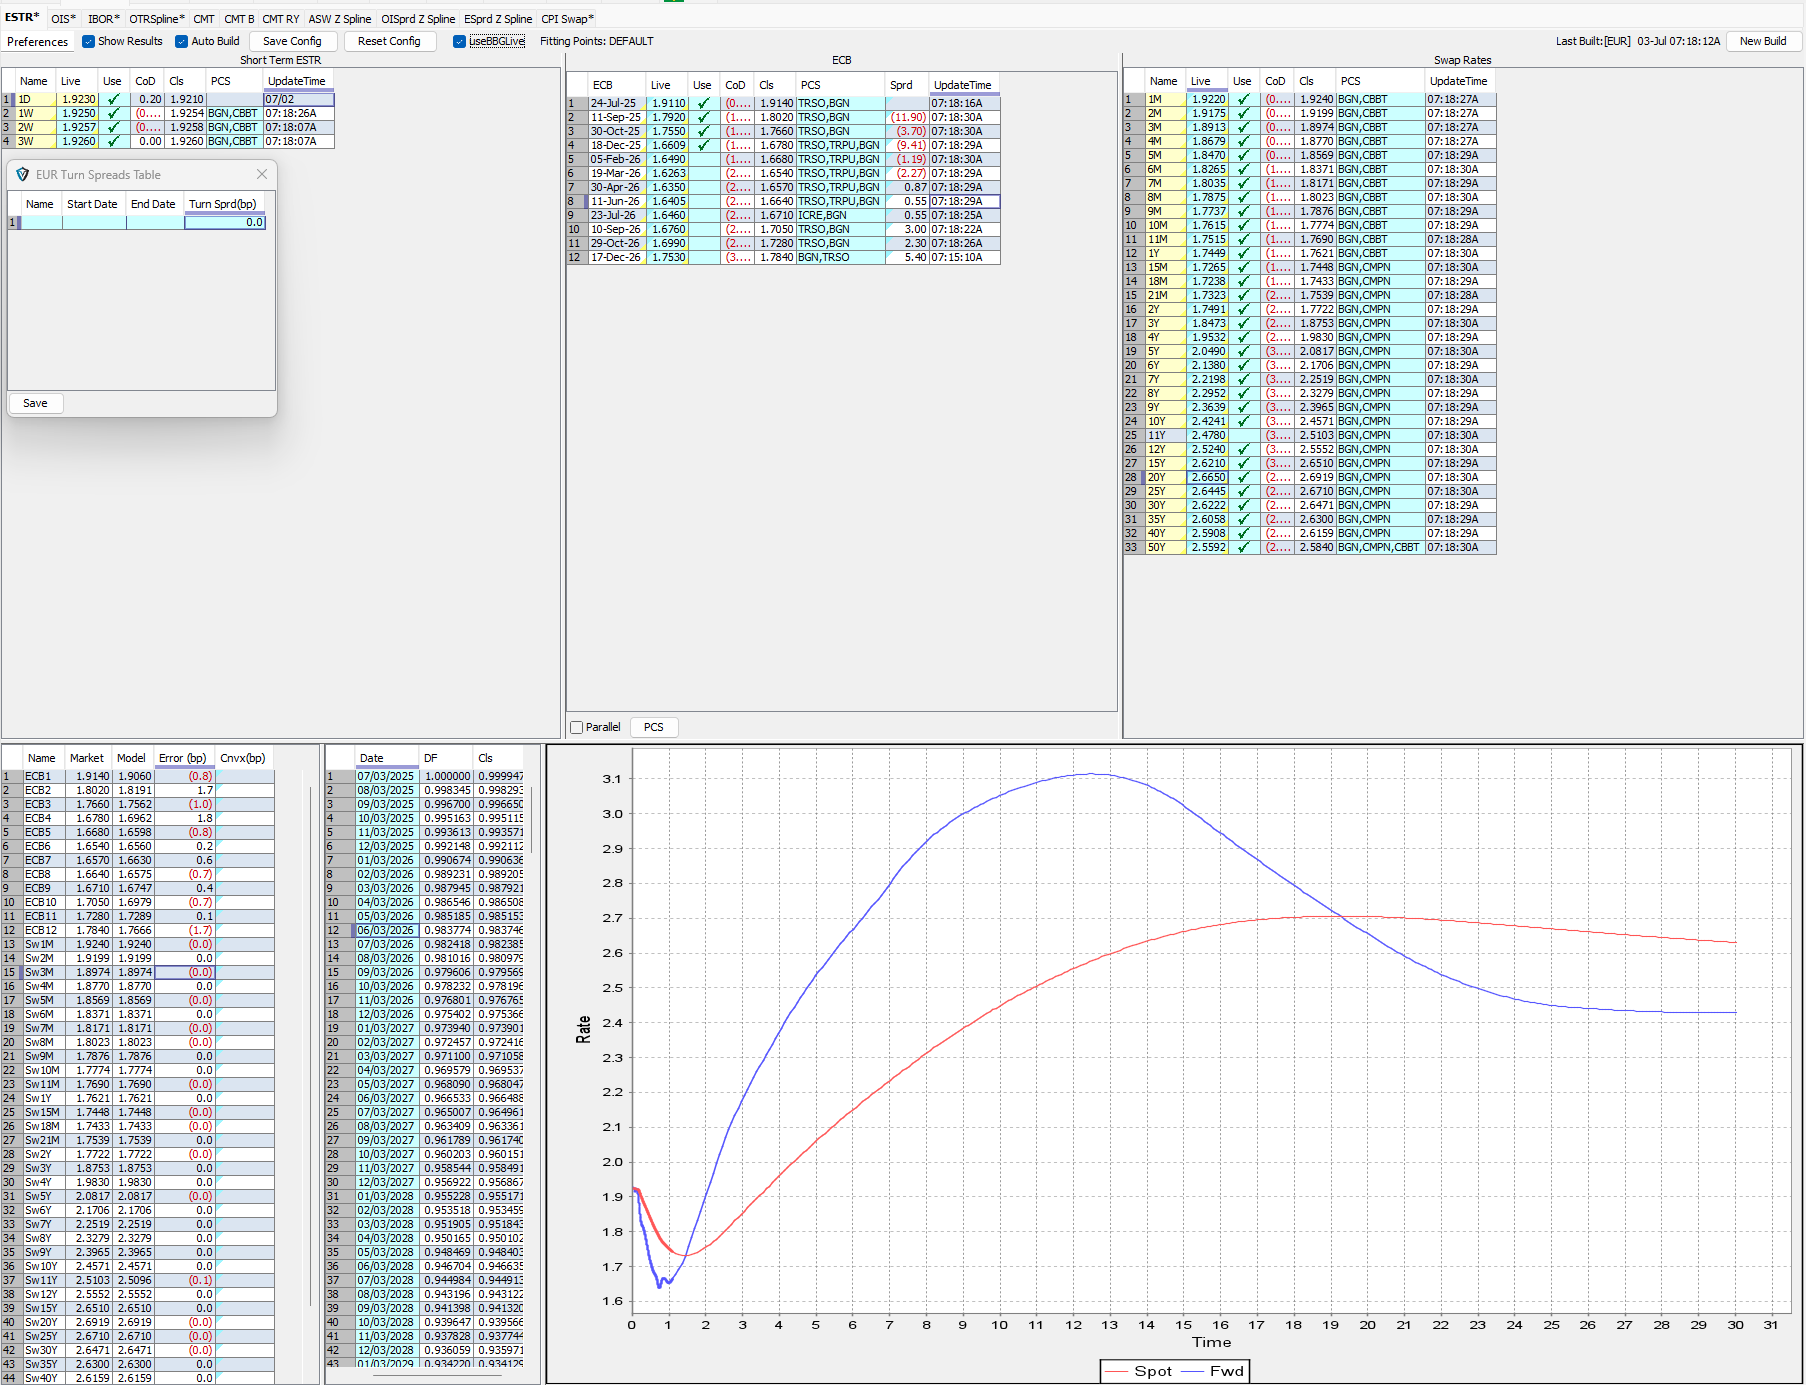 ESTR* OIS* IBOR* OTRSpline* CMT CMT B CMT RY ASW Z Spline OISprd Z Spline ESprd Z Spline CPI Swap*
Preferences Show Results Auto Build Save Config Reset Config useBBGLive Fitting Points: DEFAULT Last Built:[EUR] 03-Jul 07:18:12A New Build
Short Term ESTR
Name Live Use CoD Cls PCS UpdateTime
1 1D 1.9230 0.20 1.9210 07/02
2 1W 1.9250 (0.... 1.9254 BGN,CBBT 07:18:26A
3 2W 1.9257 (0.... 1.9258 BGN,CBBT 07:18:07A
4 3W 1.9260 0.00 1.9260 BGN,CBBT 07:18:07A
EUR Turn Spreads Table
Name Start Date End Date Turn Sprd(bp)
1 0.0
Save
ECB
ECB Live Use CoD Cls PCS Sprd UpdateTime
1 24-Jul-25 1.9110 (0.... 1.9140 TRSO,BGN 07:18:16A
2 11-Sep-25 1.7920 (1.... 1.8020 TRSO,BGN (11.90) 07:18:30A
3 30-Oct-25 1.7550 (1.... 1.7660 TRSO,BGN (3.70) 07:18:30A
4 18-Dec-25 1.6609 (1.... 1.6780 TRSO,TRPU,BGN (9.41) 07:18:29A
5 05-Feb-26 1.6490 (1.... 1.6680 TRSO,TRPU,BGN (1.19) 07:18:30A
6 19-Mar-26 1.6263 (2.... 1.6540 TRSO,TRPU,BGN (2.27) 07:18:29A
7 30-Apr-26 1.6350 (2.... 1.6570 TRSO,TRPU,BGN 0.87 07:18:29A
8 11-Jun-26 1.6405 (2.... 1.6640 TRSO,TRPU,BGN 0.55 07:18:29A
9 23-Jul-26 1.6460 (2.... 1.6710 ICRE,BGN 0.55 07:18:25A
10 10-Sep-26 1.6760 (2.... 1.7050 TRSO,BGN 3.00 07:18:22A
11 29-Oct-26 1.6990 (2.... 1.7280 TRSO,BGN 2.30 07:18:26A
12 17-Dec-26 1.7530 (3.... 1.7840 BGN,TRSO 5.40 07:15:10A
Parallel PCS
Swap Rates
Name Live Use CoD Cls PCS UpdateTime
1 1M 1.9220 (0.... 1.9240 BGN,CBBT 07:18:27A
2 2M 1.9175 (0.... 1.9199 BGN,CBBT 07:18:27A
3 3M 1.8913 (0.... 1.8974 BGN,CBBT 07:18:27A
4 4M 1.8679 (0.... 1.8770 BGN,CBBT 07:18:27A
5 5M 1.8470 (0.... 1.8569 BGN,CBBT 07:18:29A
6 6M 1.8265 (1.... 1.8371 BGN,CBBT 07:18:29A
7 7M 1.8035 (1.... 1.8171 BGN,CBBT 07:18:29A
8 8M 1.7875 (1.... 1.8023 BGN,CBBT 07:18:29A
9 9M 1.7737 (1.... 1.7876 BGN,CBBT 07:18:29A
10 10M 1.7615 (1.... 1.7774 BGN,CBBT 07:18:29A
11 11M 1.7515 (1.... 1.7690 BGN,CBBT 07:18:28A
12 1Y 1.7449 (1.... 1.7621 BGN,CBBT 07:18:30A
13 15M 1.7265 (1.... 1.7448 BGN,CMPN 07:18:29A
14 18M 1.7238 (1.... 1.7433 BGN,CMPN 07:18:29A
15 21M 1.7323 (2.... 1.7539 BGN,CMPN 07:18:28A
16 2Y 1.7491 (2.... 1.7722 BGN,CMPN 07:18:29A
17 3Y 1.8473 (2.... 1.8753 BGN,CMPN 07:18:30A
18 4Y 1.9532 (2.... 1.9830 BGN,CMPN 07:18:29A
19 5Y 2.0490 (3.... 2.0817 BGN,CMPN 07:18:30A
20 6Y 2.1380 (3.... 2.1706 BGN,CMPN 07:18:30A
21 7Y 2.2198 (3.... 2.2519 BGN,CMPN 07:18:30A
22 8Y 2.2952 (3.... 2.3279 BGN,CMPN 07:18:29A
23 9Y 2.3639 (3.... 2.3965 BGN,CMPN 07:18:29A
24 10Y 2.4241 (3.... 2.4571 BGN,CMPN 07:18:29A
25 11Y 2.4780 (3.... 2.5103 BGN,CMPN 07:18:30A
26 12Y 2.5240 (3.... 2.5552 BGN,CMPN 07:18:30A
27 15Y 2.6210 (3.... 2.6510 BGN,CMPN 07:18:29A
28 20Y 2.6650 (2.... 2.6919 BGN,CMPN 07:18:30A
29 25Y 2.6445 (2.... 2.6710 BGN,CMPN 07:18:29A
30 30Y 2.6222 (2.... 2.6471 BGN,CMPN 07:18:29A
31 35Y 2.6058 (2.... 2.6300 BGN,CMPN 07:18:29A
32 40Y 2.5908 (2.... 2.6159 BGN,CMPN 07:18:29A
33 50Y 2.5592 (2.... 2.5840 BGN,CMPN,CBBT 07:18:30A
Name Market Model Error (bp) Cnvx(bp)
1 ECB1 1.9140 1.9060 (0.8)
2 ECB2 1.8020 1.8191 1.7
3 ECB3 1.7660 1.7562 (1.0)
4 ECB4 1.6780 1.6962 1.8
5 ECB5 1.6680 1.6598 (0.8)
6 ECB6 1.6540 1.6560 0.2
7 ECB7 1.6570 1.6630 0.6
8 ECB8 1.6640 1.6575 (0.7)
9 ECB9 1.6710 1.6747 0.4
10 ECB10 1.7050 1.6979 (0.7)
11 ECB11 1.7280 1.7289 0.1
12 ECB12 1.7840 1.7666 (1.7)
13 Sw1M 1.9240 1.9240 (0.0)
14 Sw2M 1.9199 1.9199 0.0
15 Sw3M 1.8974 1.8974 (0.0)
16 Sw4M 1.8770 1.8770 0.0
17 Sw5M 1.8569 1.8569 (0.0)
18 Sw6M 1.8371 1.8371 0.0
19 Sw7M 1.8171 1.8171 (0.0)
20 Sw8M 1.8023 1.8023 (0.0)
21 Sw9M 1.7876 1.7876 0.0
22 Sw10M 1.7774 1.7774 0.0
23 Sw11M 1.7690 1.7690 (0.0)
24 Sw1Y 1.7621 1.7621 0.0
25 Sw15M 1.7448 1.7448 (0.0)
26 Sw18M 1.7433 1.7433 (0.0)
27 Sw21M 1.7539 1.7539 0.0
28 Sw2Y 1.7722 1.7722 (0.0)
29 Sw3Y 1.8753 1.8753 0.0
30 Sw4Y 1.9830 1.9830 0.0
31 Sw5Y 2.0817 2.0817 (0.0)
32 Sw6Y 2.1706 2.1706 0.0
33 Sw7Y 2.2519 2.2519 0.0
34 Sw8Y 2.3279 2.3279 0.0
35 Sw9Y 2.3965 2.3965 0.0
36 Sw10Y 2.4571 2.4571 0.0
37 Sw11Y 2.5103 2.5096 (0.1)
38 Sw12Y 2.5552 2.5552 0.0
39 Sw15Y 2.6510 2.6510 0.0
40 Sw20Y 2.6919 2.6919 (0.0)
41 Sw25Y 2.6710 2.6710 (0.0)
42 Sw30Y 2.6471 2.6471 (0.0)
43 Sw35Y 2.6300 2.6300 0.0
44 Sw40Y 2.6159 2.6159 0.0
Date DF Cls
1 07/03/2025 1.000000 0.999947
2 08/03/2025 0.998345 0.998293
3 09/03/2025 0.996700 0.996650
4 10/03/2025 0.995163 0.995115
5 11/03/2025 0.993613 0.993571
6 12/03/2025 0.992148 0.992112
7 01/03/2026 0.990674 0.990636
8 02/03/2026 0.989231 0.989205
9 03/03/2026 0.987945 0.987921
10 04/03/2026 0.986546 0.986508
11 05/03/2026 0.985185 0.985153
12 06/03/2026 0.983774 0.983746
13 07/03/2026 0.982418 0.982385
14 08/03/2026 0.981016 0.980979
15 09/03/2026 0.979606 0.979569
16 10/03/2026 0.978232 0.978196
17 11/03/2026 0.976801 0.976765
18 12/03/2026 0.975402 0.975366
19 01/03/2027 0.973940 0.973901
20 02/03/2027 0.972457 0.972416
21 03/03/2027 0.971100 0.971058
22 04/03/2027 0.969579 0.969537
23 05/03/2027 0.968090 0.968047
24 06/03/2027 0.966533 0.966488
25 07/03/2027 0.965007 0.964961
26 08/03/2027 0.963409 0.963361
27 09/03/2027 0.961789 0.961740
28 10/03/2027 0.960203 0.960151
29 11/03/2027 0.958544 0.958491
30 12/03/2027 0.956922 0.956867
31 01/03/2028 0.955228 0.955171
32 02/03/2028 0.953518 0.953459
33 03/03/2028 0.951905 0.951843
34 04/03/2028 0.950165 0.950102
35 05/03/2028 0.948469 0.948403
36 06/03/2028 0.946704 0.946635
37 07/03/2028 0.944984 0.944913
38 08/03/2028 0.943196 0.943122
39 09/03/2028 0.941398 0.941320
40 10/03/2028 0.939647 0.939566
41 11/03/2028 0.937828 0.937744
42 12/03/2028 0.936059 0.935971
43 01/03/2029 0.934220 0.934129
Rate
3.1
3.0
2.9
2.8
2.7
2.6
2.5
2.4
2.3
2.2
2.1
2.0
1.9
1.8
1.7
1.6
0 1 2 3 4 5 6 7 8 9 10 11 12 13 14 15 16 17 18 19 20 21 22 23 24 25 26 27 28 29 30 31
Time
Spot Fwd